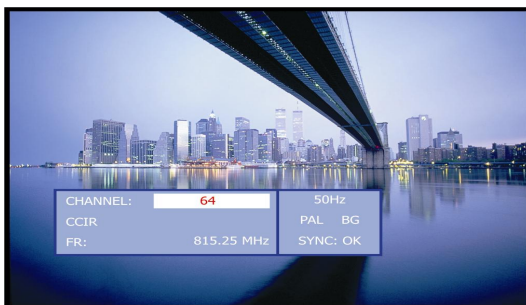 CHANNEL: 64
CCIR
FR: 815.25 MHz
50Hz
PAL BG
SYNC: OK